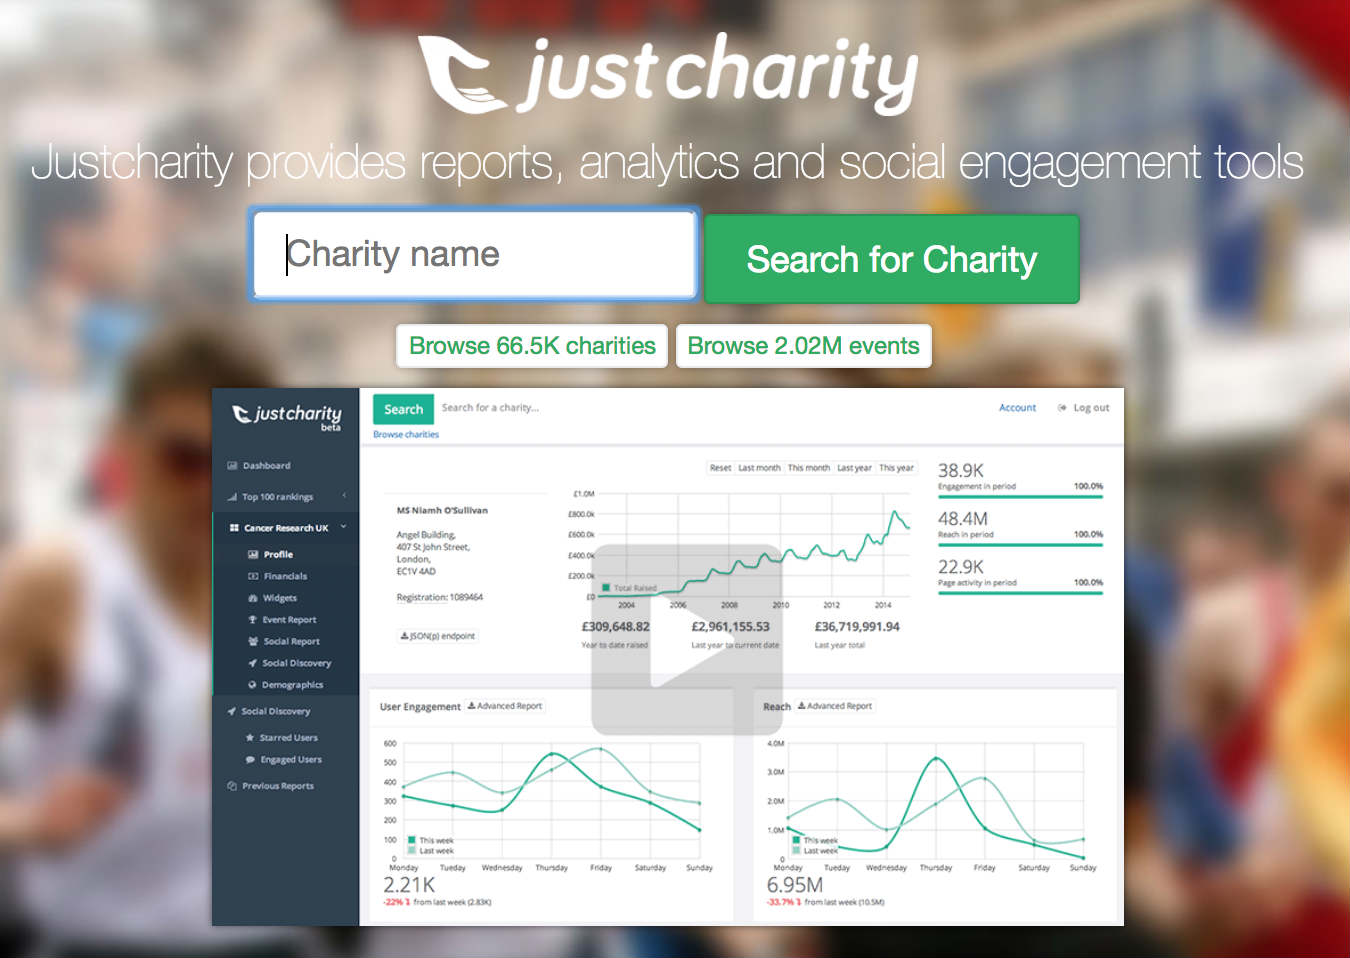 justcharity
Justcharity provides reports, analytics and social engagement tools
Charity name
Search for Charity
Browse 66.5K charities
Browse 2.02M events
justcharity
beta
Dashboard
Top 100 rankings
Cancer Research UK
Profile
Financials
Widgets
Event Report
Social Report
Social Discovery
Demographics
Social Discovery
Starred Users
Engaged Users
Previous Reports
Search
Search for a charity...
Browse charities
Account
Log out
MS Niamh O'Sullivan
Angel Building,
407 St John Street,
London,
EC1V 4AD
Registration: 1089464
JSON(p) endpoint
Reset
Last month
This month
Last year
This year
£1.0M
£800.0k
£600.0k
£400.0k
£200.0k
£0
Total Raised
2004 2006 2008 2010 2012 2014
£309,648.82
Year to date raised
£2,961,155.53
Last year to current date
£36,719,991.94
Last year total
38.9K
Engagement in period 100.0%
48.4M
Reach in period 100.0%
22.9K
Page activity in period 100.0%
User Engagement
Advanced Report
600
500
400
300
200
100
0
This week
Last week
Monday Tueday Wednesday Thursday Friday Saturday Sunday
2.21K
-22% from last week (2.83K)
Reach
Advanced Report
4.0M
3.0M
2.0M
1.0M
0
This week
Last week
Monday Tueday Wednesday Thursday Friday Saturday Sunday
6.95M
-33.7% from last week (10.5M)